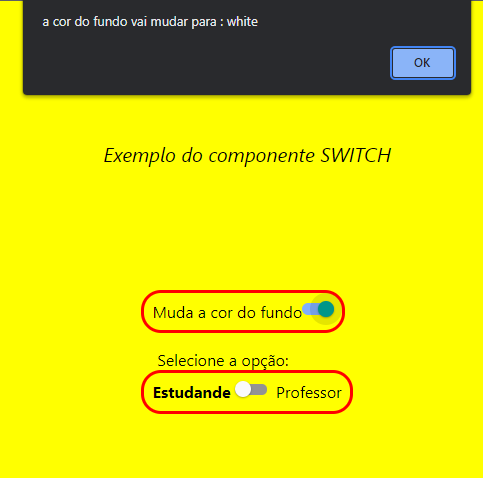 a cor do fundo vai mudar para : white
OK
Exemplo do componente SWITCH
Muda a cor do fundo
Selecione a opção:
Estudande Professor